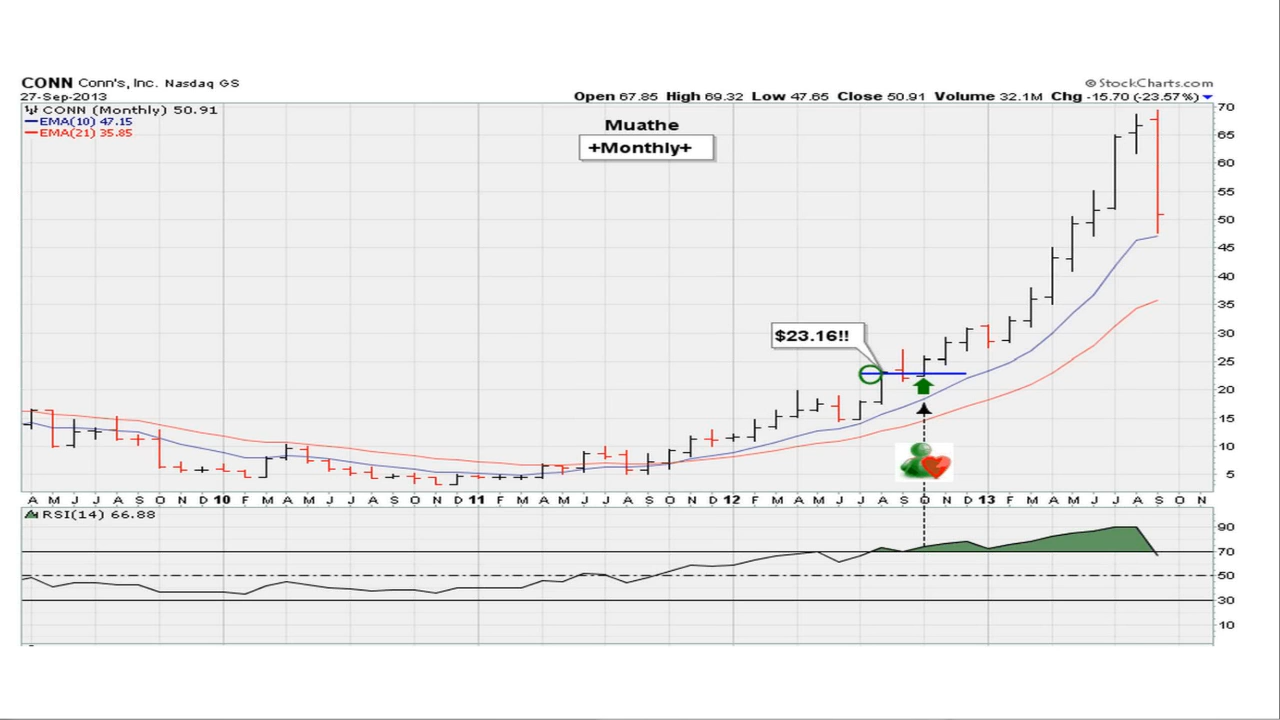 CONN Conn's, Inc. Nasdaq GS
© StockCharts.com
27-Sep-2013
Open 67.85 High 69.32 Low 47.65 Close 50.91 Volume 32.1M Chg -15.70 (-23.57%)
CONN (Monthly) 50.91
EMA(10) 47.15
EMA(21) 35.85
Muathe
+Monthly+
70
65
60
55
50
45
40
35
30
25
20
15
10
5
$23.16!!
A M J J A S O N D 10 F M A M J J A S O N D 11 F M A M J J A S O N D 12 F M A M J J A S O N D 13 F M A M J J A S O N
RSI(14) 66.88
90
70
50
30
10